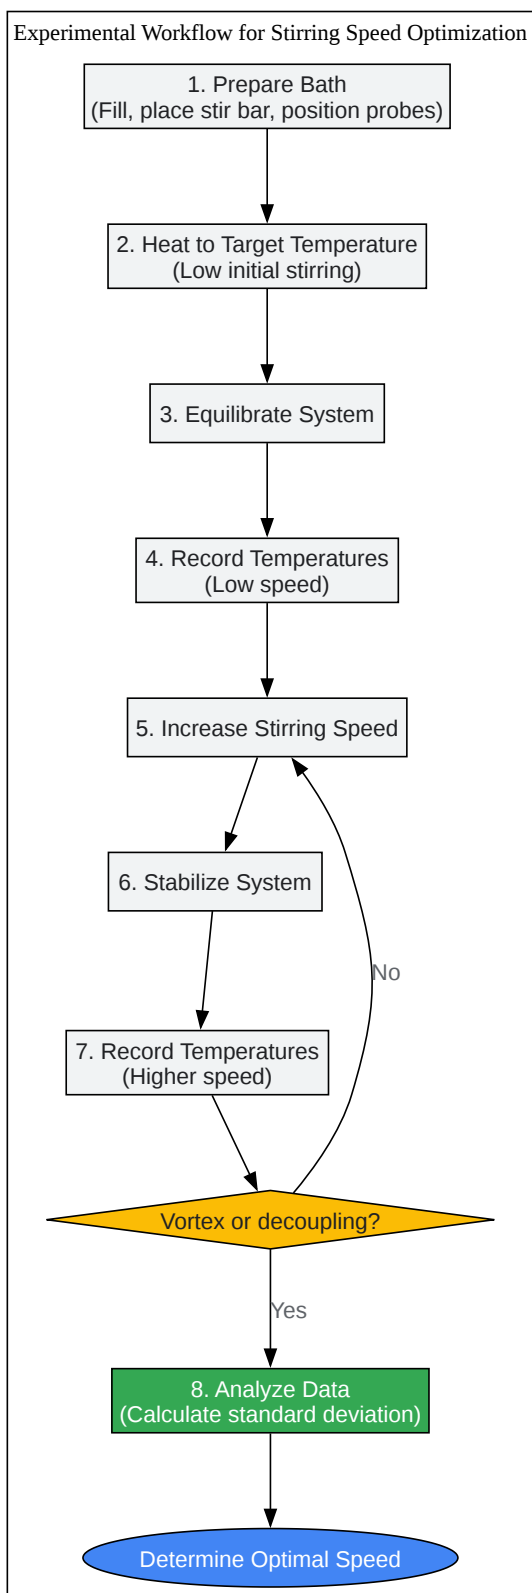 Experimental Workflow for Stirring Speed Optimization
1. Prepare Bath
(Fill, place stir bar, position probes)
2. Heat to Target Temperature
(Low initial stirring)
3. Equilibrate System
4. Record Temperatures
(Low speed)
5. Increase Stirring Speed
6. Stabilize System
No
7. Record Temperatures
(Higher speed)
Vortex or decoupling?
Yes
8. Analyze Data
(Calculate standard deviation)
Determine Optimal Speed